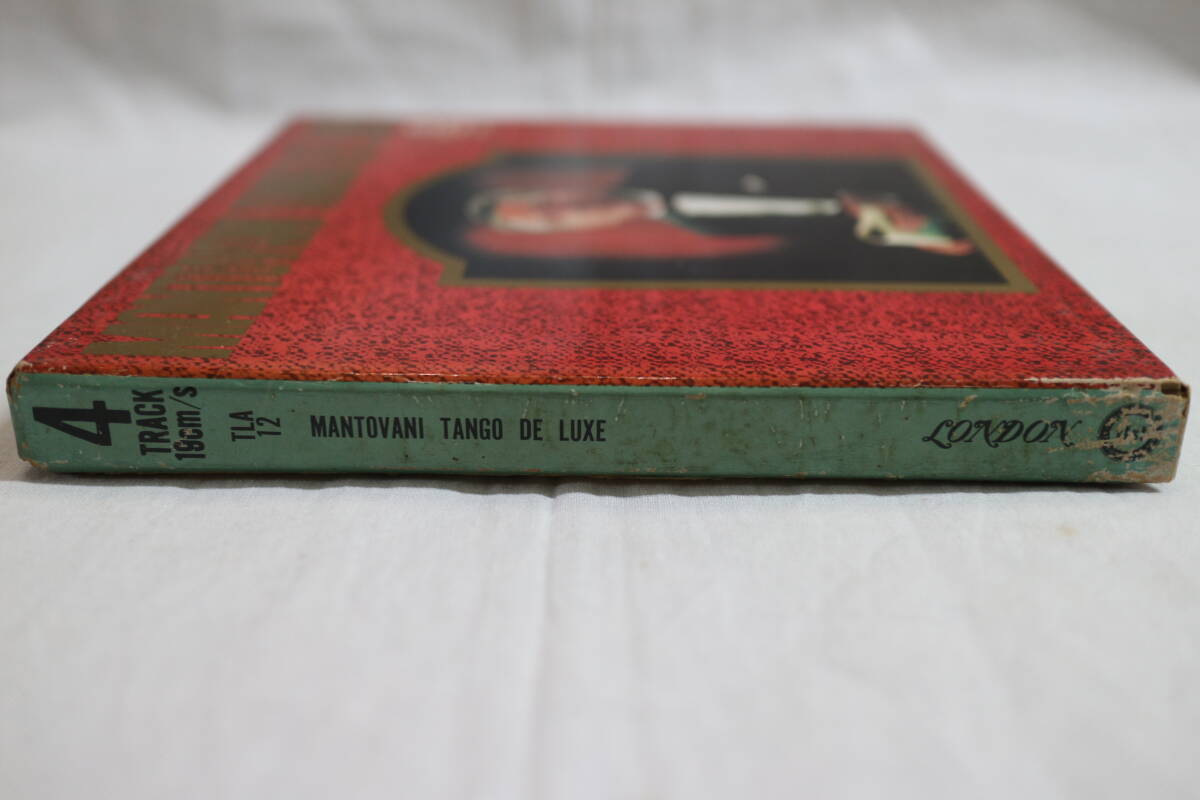 4
TRACK
19cm/s
TLA
12
MANTOVANI TANGO DE LUXE
LONDON